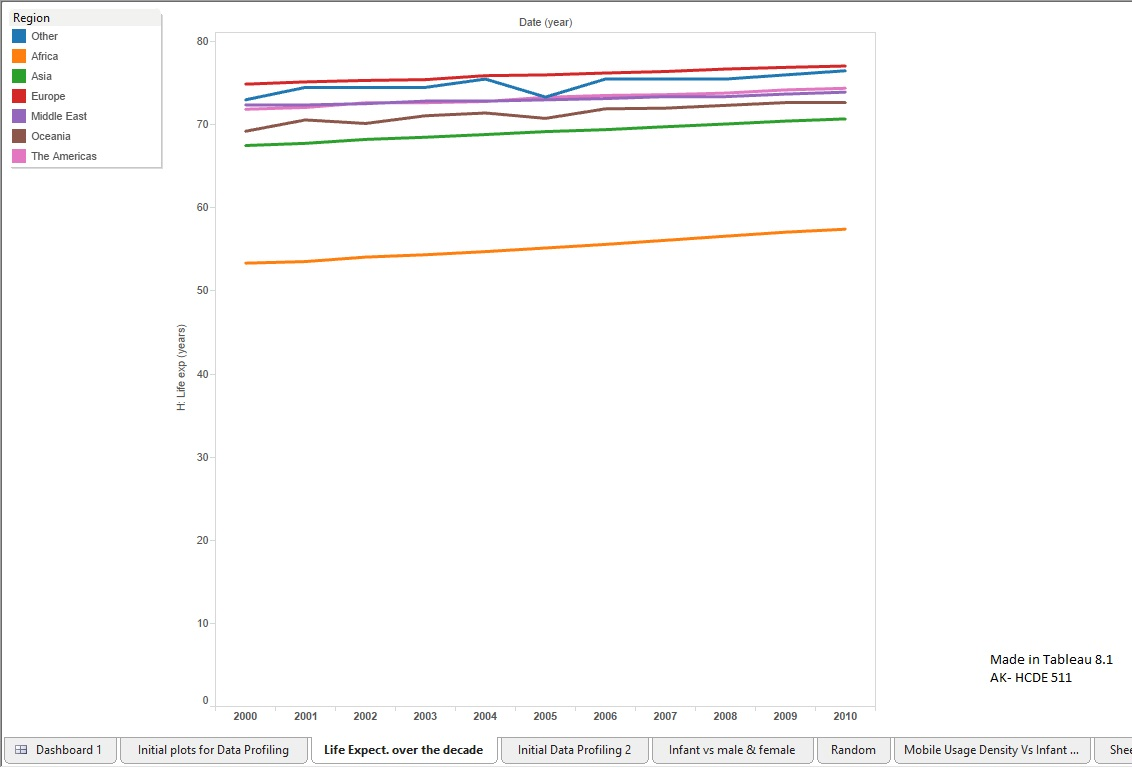 Region
Other
Africa
Asia
Europe
Middle East
Oceania
The Americas
Date (year)
80
70
60
50
40
30
20
10
0
H: Life exp (years)
2000 2001 2002 2003 2004 2005 2006 2007 2008 2009 2010
Made in Tableau 8.1
AK- HCDE 511
Dashboard 1 Initial plots for Data Profiling Life Expect. over the decade Initial Data Profiling 2 Infant vs male & female Random Mobile Usage Density Vs Infant ... Shee